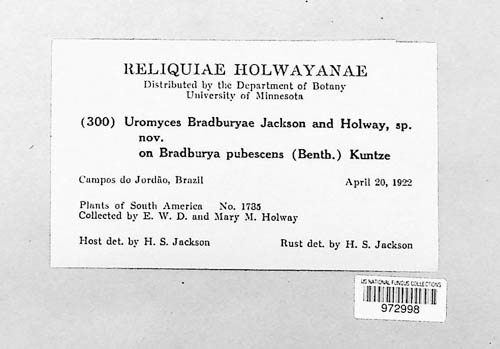 RELIQUIAE HOLWAYANAE
Distributed by the Department of Botany
University of Minnesota
(300) Uromyces Bradburyae Jackson and Holway, sp.
nov.
on Bradburya pubescens (Benth.) Kuntze
Campos do Jordão, Brazil April 20, 1922
Plants of South America No. 1735
Collected by E. W. D. and Mary M. Holway
Host det. by H. S. Jackson Rust det. by H. S. Jackson
US NATIONAL FUNGUS COLLECTIONS
972998